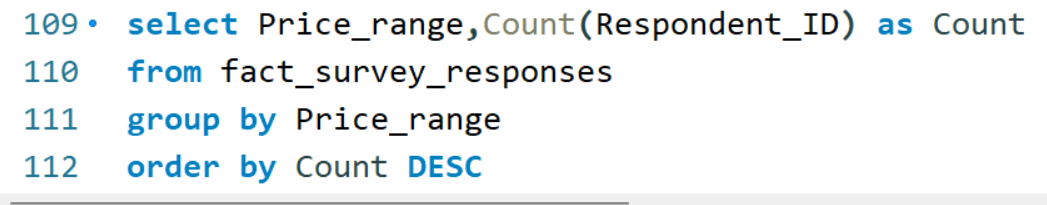 109 • select Price_range,Count(Respondent_ID) as Count
110 from fact_survey_responses
111 group by Price_range
112 order by Count DESC